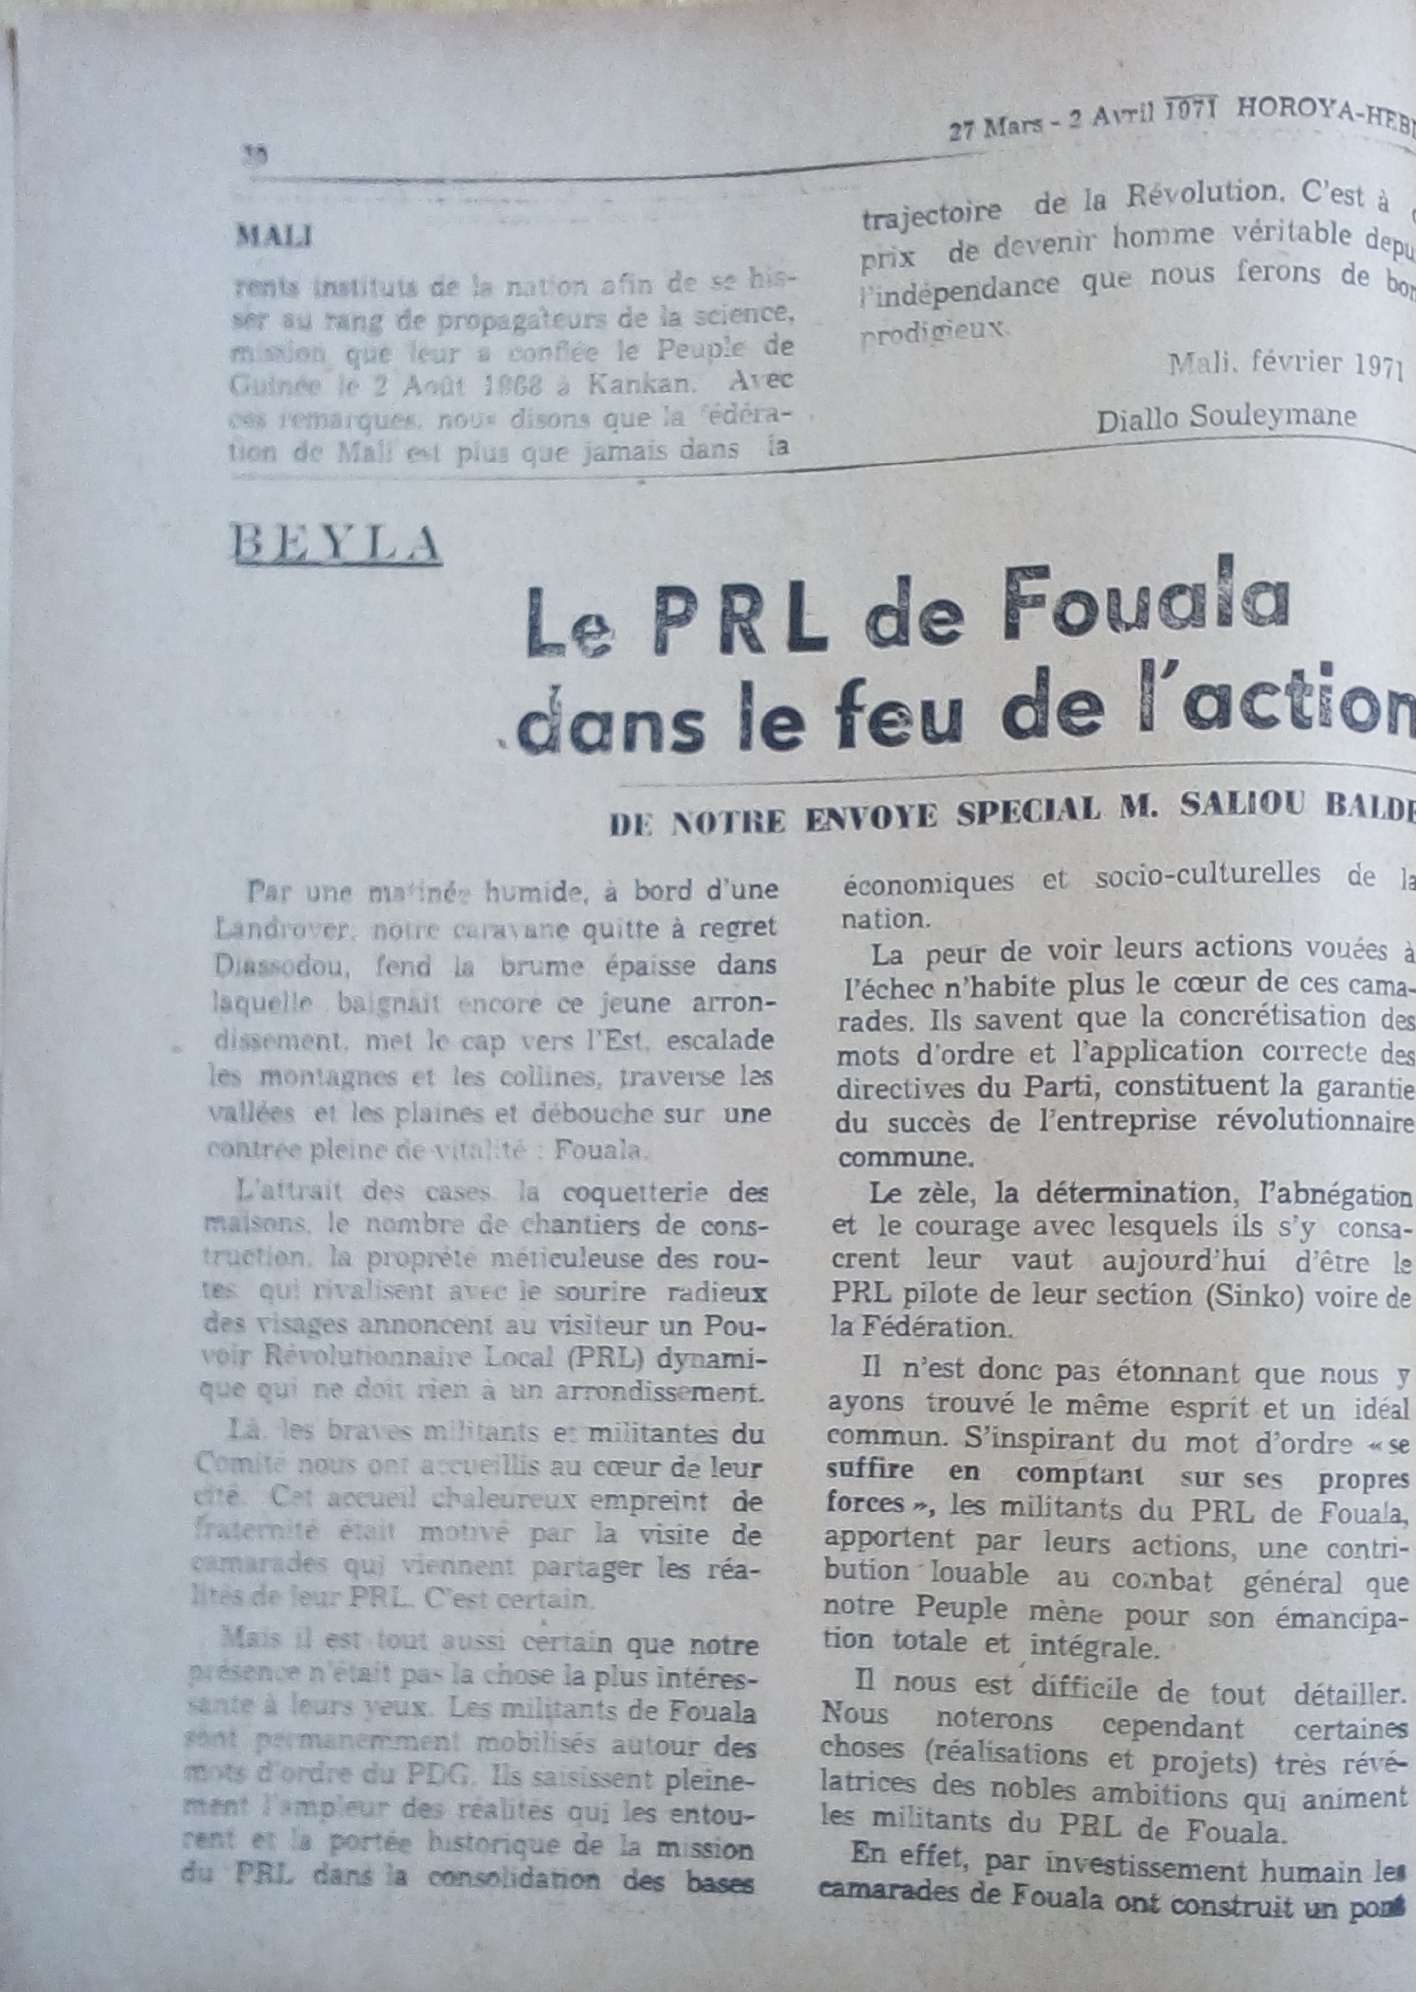 27 Mars - 2 Avril 1971 HOROYA-HEB
MALI
rents instituts de la nation afin de se his-
ser au rang de propagateurs de la science,
mission que leur a confiée le Peuple de
Guinée le 2 Août 1968 à Kankan. Avec
ces remarques, nous disons que la fédéra-
tion de Mali est plus que jamais dans la
trajectoire de la Révolution. C'est à
prix de devenir homme véritable depu
l'indépendance que nous ferons de bon
prodigieux.
Mali, février 1971
Diallo Souleymane
BEYLA
Le PRL de Fouala
dans le feu de l'action
DE NOTRE ENVOYE SPECIAL M. SALIOU BALDE
Par une matinée humide, à bord d'une
Landrover, notre caravane quitte à regret
Diassodou, fend la brume épaisse dans
laquelle baignait encore ce jeune arron-
dissement, met le cap vers l'Est, escalade
les montagnes et les collines, traverse les
vallées et les plaines et débouche sur une
contrée pleine de vitalité : Fouala.
L'attrait des cases, la coquetterie des
maisons, le nombre de chantiers de cons-
truction, la propreté méticuleuse des rou-
tes, qui rivalisent avec le sourire radieux
des visages annoncent au visiteur un Pou-
voir Révolutionnaire Local (PRL) dynami-
que qui ne doit rien à un arrondissement.
Là, les braves militants et militantes du
Comité nous ont accueillis au cœur de leur
cité. Cet accueil chaleureux empreint de
fraternité était motivé par la visite de
camarades qui viennent partager les réa-
lités de leur PRL. C'est certain.
Mais il est tout aussi certain que notre
présence n'était pas la chose la plus intéres-
sante à leurs yeux. Les militants de Fouala
sont permanemment mobilisés autour des
mots d'ordre du PDG. Ils saisissent pleine-
ment l'ampleur des réalités qui les entou-
rent et la portée historique de la mission
du PRL dans la consolidation des bases
économiques et socio-culturelles de la
nation.
La peur de voir leurs actions vouées à
l'échec n'habite plus le cœur de ces cama-
rades. Ils savent que la concrétisation des
mots d'ordre et l'application correcte des
directives du Parti, constituent la garantie
du succès de l'entreprise révolutionnaire
commune.
Le zèle, la détermination, l'abnégation
et le courage avec lesquels ils s'y consa-
crent leur vaut aujourd'hui d'être le
PRL pilote de leur section (Sinko) voire de
la Fédération.
Il n'est donc pas étonnant que nous y
ayons trouvé le même esprit et un idéal
commun. S'inspirant du mot d'ordre « se
suffire en comptant sur ses propres
forces », les militants du PRL de Fouala,
apportent par leurs actions, une contri-
bution louable au combat général que
notre Peuple mène pour son émancipa-
tion totale et intégrale.
Il nous est difficile de tout détailler.
Nous noterons cependant certaines
choses (réalisations et projets) très révé-
latrices des nobles ambitions qui animent
les militants du PRL de Fouala.
En effet, par investissement humain les
camarades de Fouala ont construit un pont